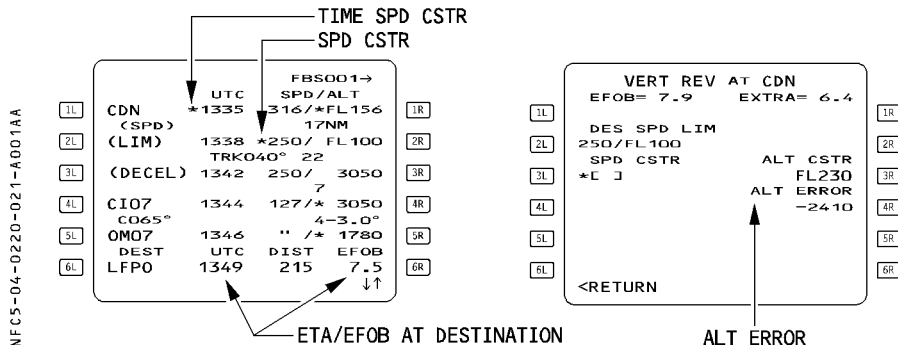 TIME SPD CSTR
SPD CSTR
NFC5-04-0220-021-A001AA
FBS001→
UTC SPD/ALT
1L CDN *1335 316/*FL156 1R
(SPD) 17NM
2L (LIM) 1338 *250/ FL100 2R
TRK040° 22
3L (DECEL) 1342 250/ 3050 3R
7
4L CI07 1344 127/* 3050 4R
C065° 4-3.0°
5L OM07 1346 " /* 1780 5R
DEST UTC DIST EFOB
6L LFPO 1349 215 7.5 6R
↓↑
ETA/EFOB AT DESTINATION
VERT REV AT CDN
EFOB= 7.9 EXTRA= 6.4
1L 1R
DES SPD LIM
2L 250/FL100 2R
SPD CSTR ALT CSTR
3L *[ ] FL230 3R
ALT ERROR
4L -2410 4R
5L 5R
6L <RETURN 6R
ALT ERROR